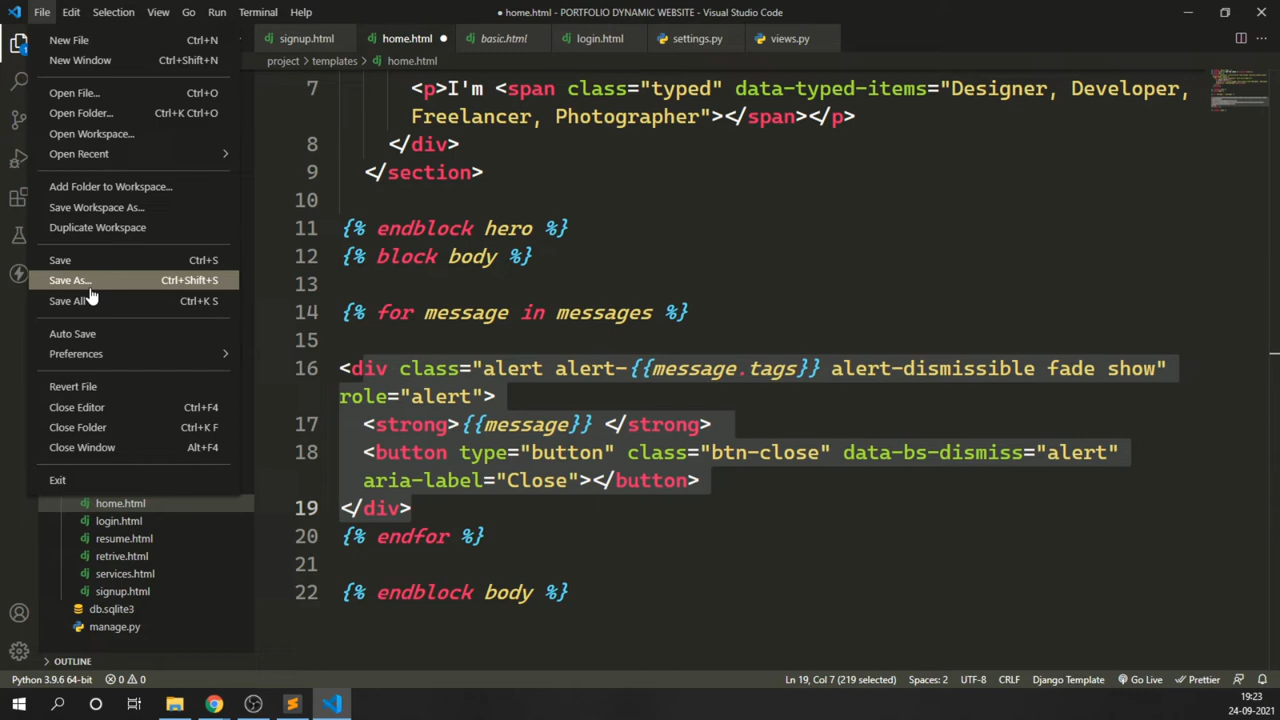 File Edit Selection View Go Run Terminal Help
● home.html - PORTFOLIO DYNAMIC WEBSITE - Visual Studio Code
signup.html home.html ● basic.html login.html settings.py views.py
project > templates > home.html
New File Ctrl+N
New Window Ctrl+Shift+N
Open File... Ctrl+O
Open Folder... Ctrl+K Ctrl+O
Open Workspace...
Open Recent >
Add Folder to Workspace...
Save Workspace As...
Duplicate Workspace
Save Ctrl+S
Save As... Ctrl+Shift+S
Save All Ctrl+K S
Auto Save
Preferences >
Revert File
Close Editor Ctrl+F4
Close Folder Ctrl+K F
Close Window Alt+F4
Exit
dj home.html
dj login.html
dj resume.html
dj retrive.html
dj services.html
dj signup.html
db.sqlite3
manage.py
> OUTLINE
7 <p>I'm <span class="typed" data-typed-items="Designer, Developer,
Freelancer, Photographer"></span></p>
8 </div>
9 </section>
10
11 {% endblock hero %}
12 {% block body %}
13
14 {% for message in messages %}
15
16 <div class="alert alert-{{message.tags}} alert-dismissible fade show"
role="alert">
17 <strong>{{message}} </strong>
18 <button type="button" class="btn-close" data-bs-dismiss="alert"
aria-label="Close"></button>
19 </div>
20 {% endfor %}
21
22 {% endblock body %}
Python 3.9.6 64-bit 0 0 Ln 19, Col 7 (219 selected) Spaces: 2 UTF-8 CRLF Django Template Go Live Prettier
19:23
24-09-2021